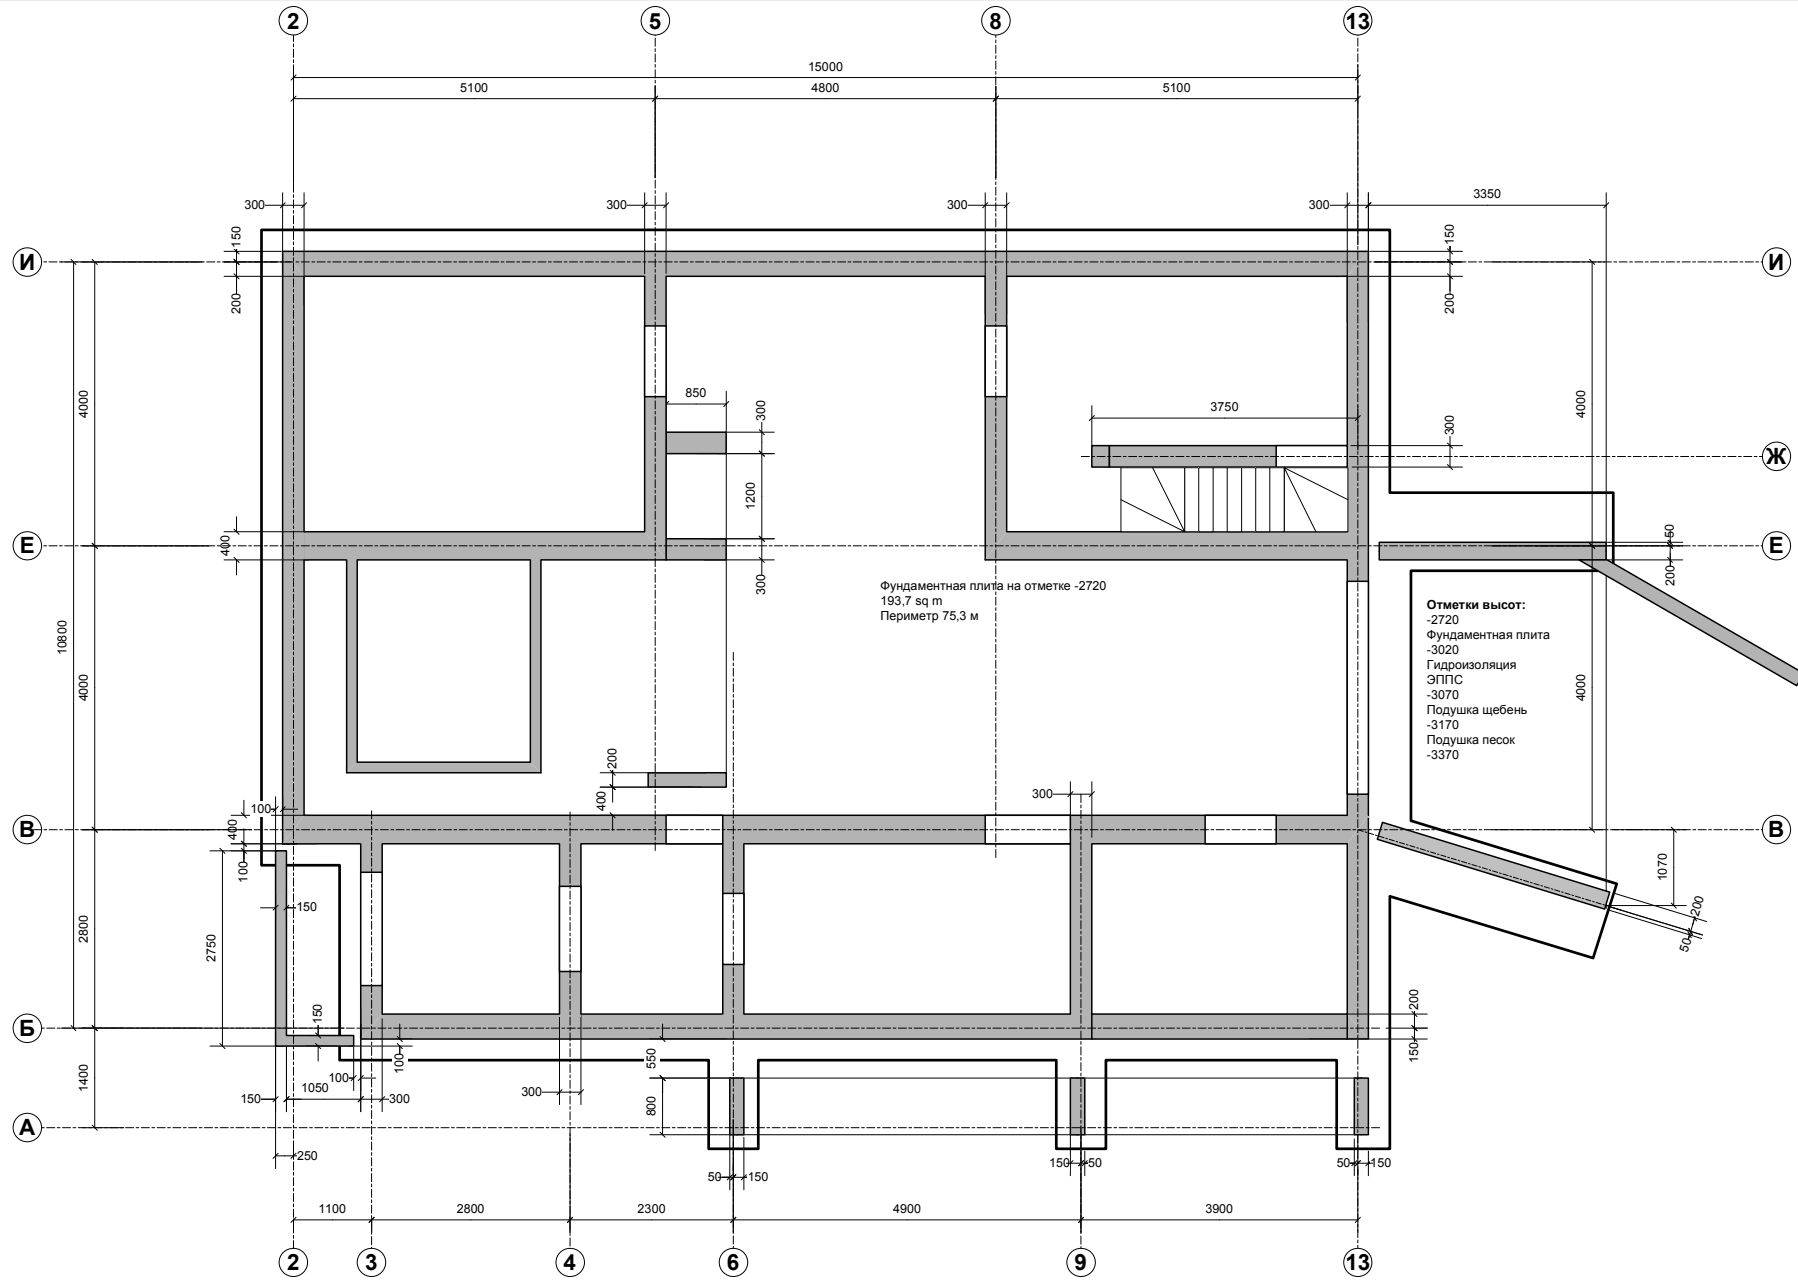 2 5 8 13
15000
5100 4800 5100
3350
300 300 300 300
150 150
И И
200 200
4000 850 300 3750 300 4000
Ж
1200
Е 400 50 Е
300 200
Фундаментная плита на отметке -2720
193,7 sq m
Периметр 75,3 м
Отметки высот:
-2720
Фундаментная плита
-3020
Гидроизоляция
ЭППС
-3070
Подушка щебень
-3170
Подушка песок
-3370
10800
4000 4000
200
400 300
100
В 400 В
100 1070
150 200
2800 2750 50
150 200
Б
100 550 150
1400 100
150 1050 300 300 800
А
250 50 150 150 50 50 150
1100 2800 2300 4900 3900
2 3 4 6 9 13